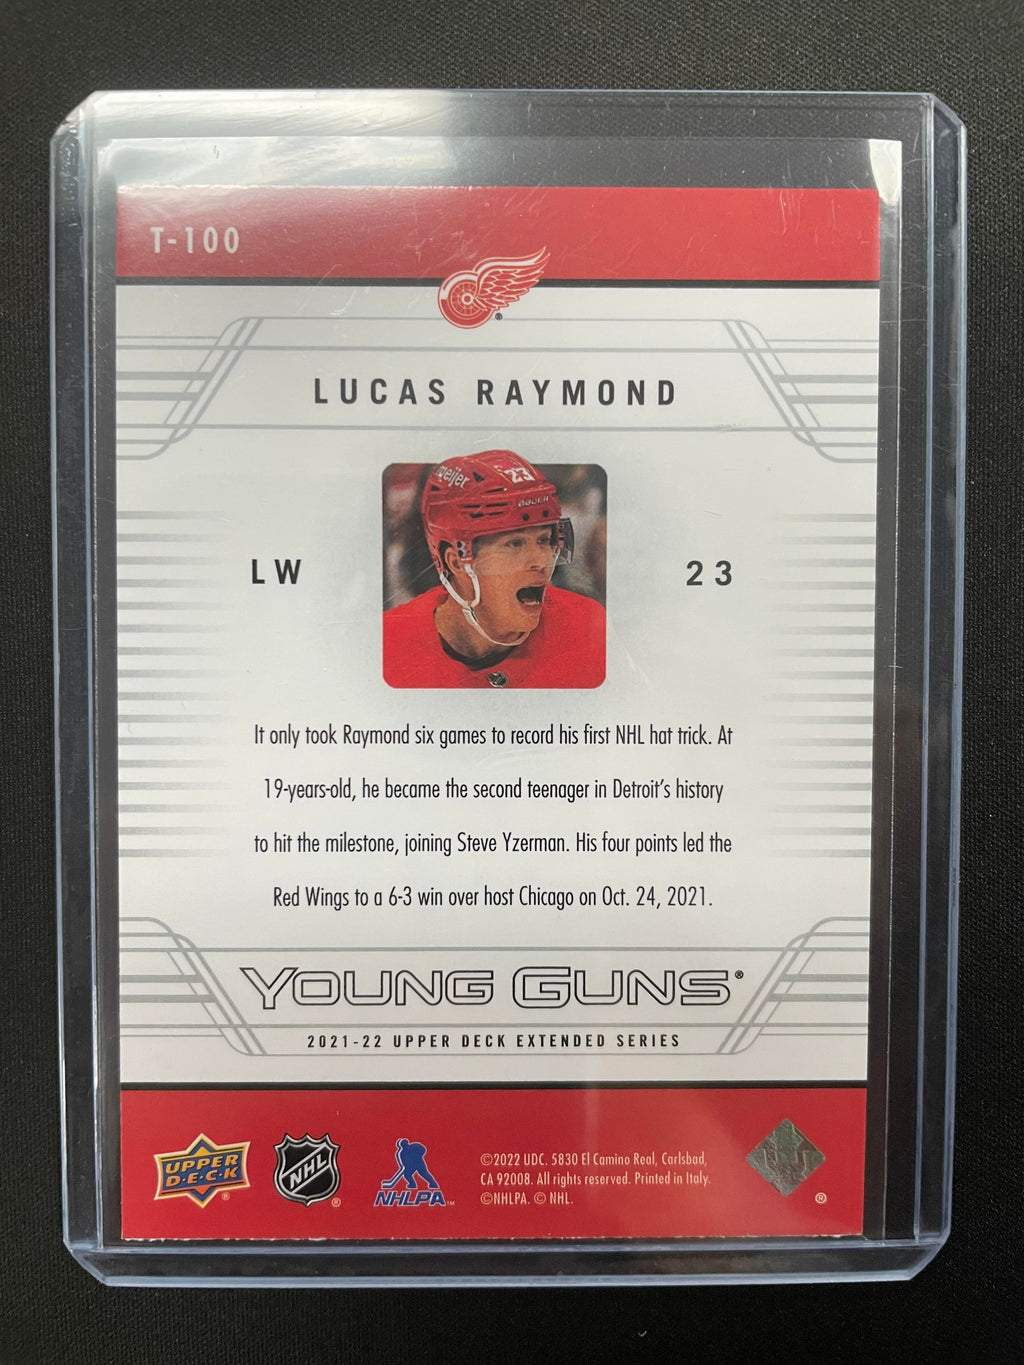 T-100
LUCAS RAYMOND
meijer
23
BAUER
LW
23
It only took Raymond six games to record his first NHL hat trick. At
19-years-old, he became the second teenager in Detroit's history
to hit the milestone, joining Steve Yzerman. His four points led the
Red Wings to a 6-3 win over host Chicago on Oct. 24, 2021.
YOUNG GUNS®
2021-22 UPPER DECK EXTENDED SERIES
UPPER
D·E·C·K
®
NHL
®
NHLPA™
©2022 UDC. 5830 El Camino Real, Carlsbad,
CA 92008. All rights reserved. Printed in Italy.
©NHLPA. © NHL.
®